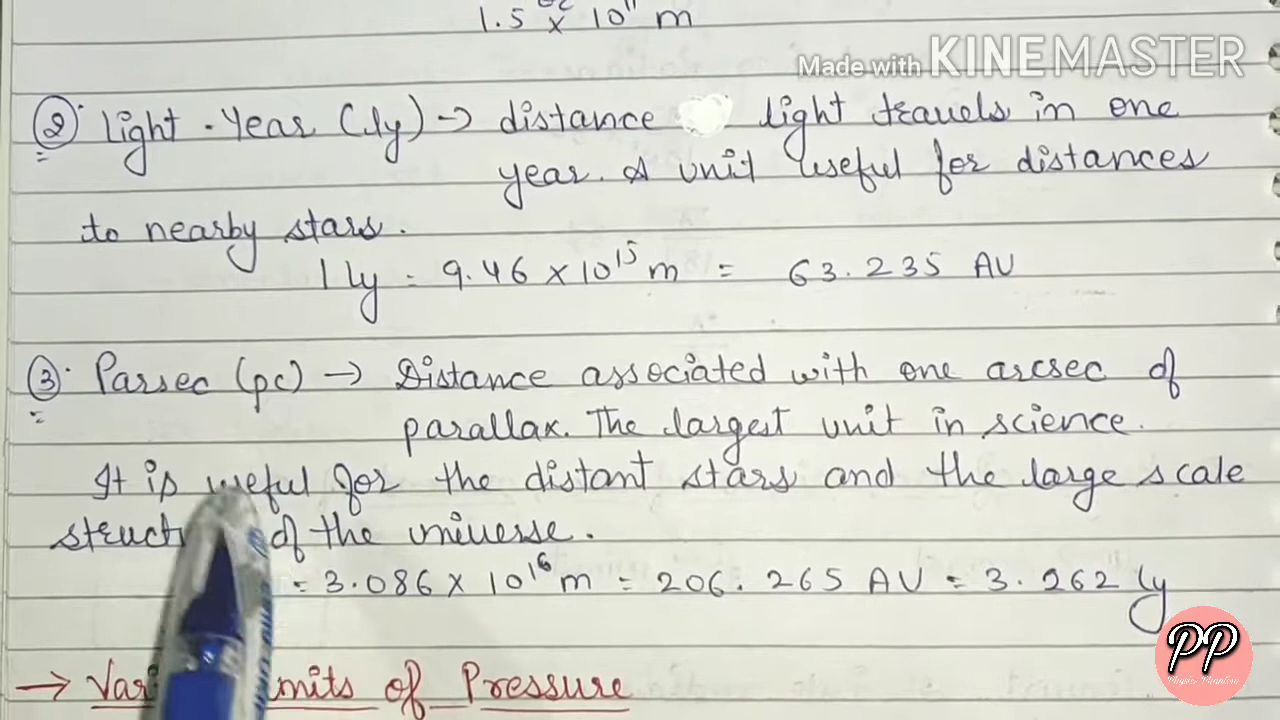 1.5 × 10¹¹ m
Made with KINEMASTER
② Light - Year (ly) → distance light travels in one
year. A unit useful for distances
to nearby stars.
1 ly = 9.46 × 10¹⁵ m = 63.235 AU
③ Parsec (pc) → Distance associated with one arcsec of
parallax. The largest unit in science.
It is useful for the distant stars and the large scale
of the universe.
= 3.086 × 10¹⁶ m = 206.265 AU = 3.262 ly
PP
→ of Pressure